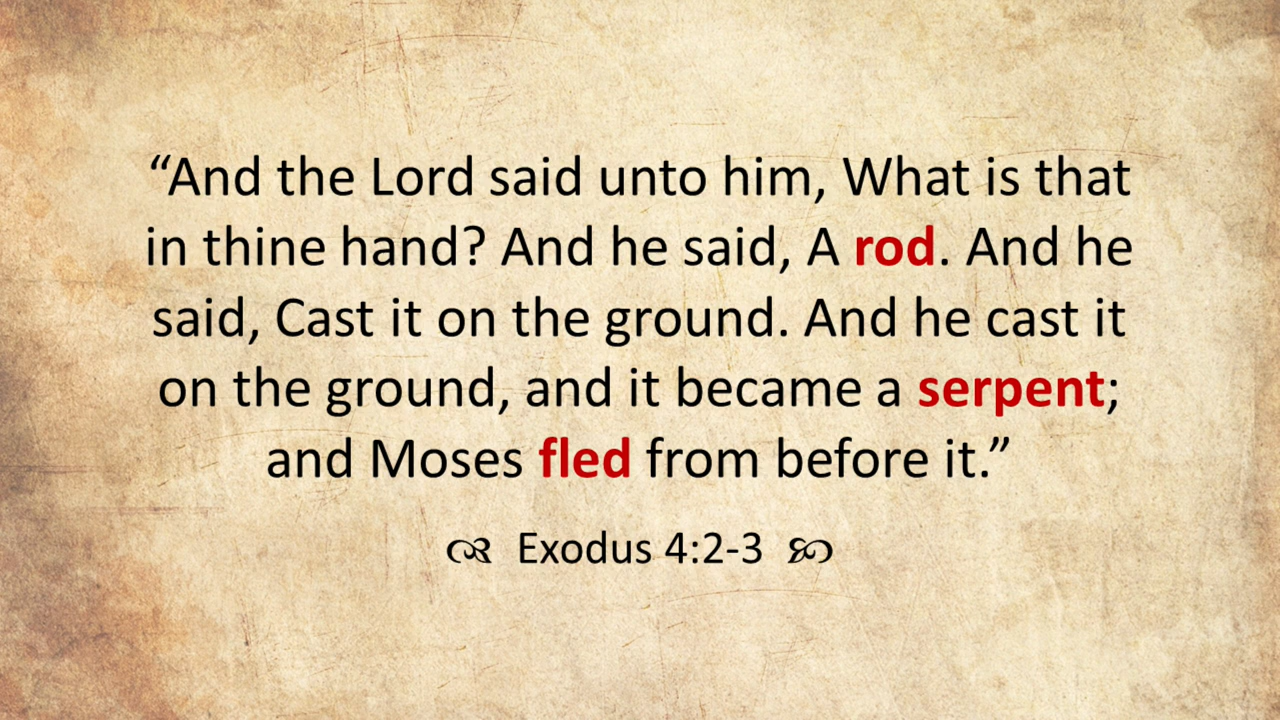 “And the Lord said unto him, What is that
in thine hand? And he said, A rod. And he
said, Cast it on the ground. And he cast it
on the ground, and it became a serpent;
and Moses fled from before it.”
Exodus 4:2-3